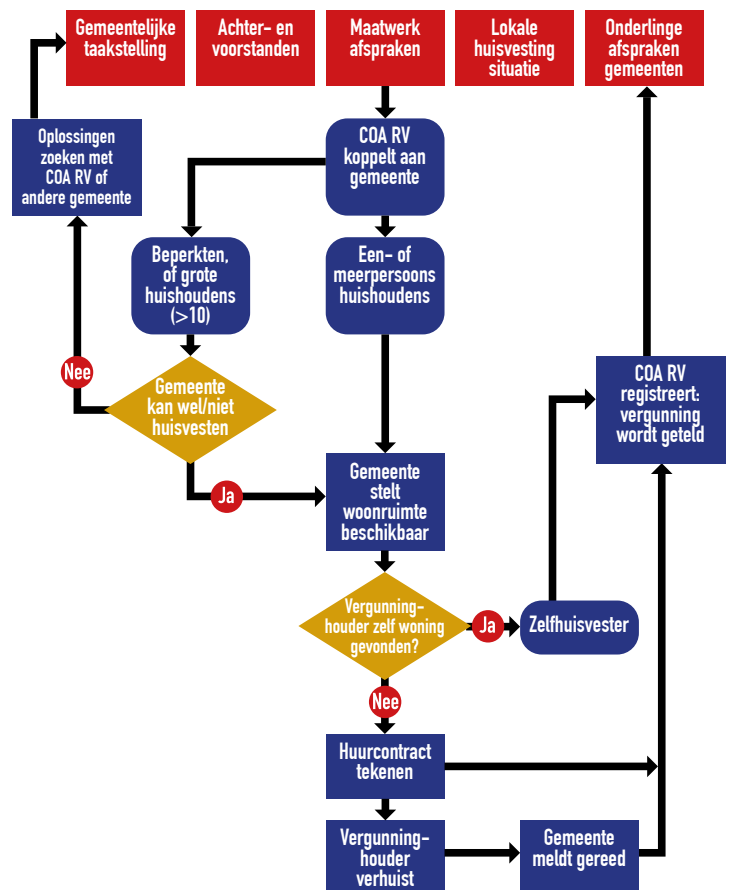 Gemeentelijke
taakstelling
Achter- en
voorstanden
Maatwerk
afspraken
Lokale
huisvesting
situatie
Onderlinge
afspraken
gemeenten
Oplossingen
zoeken met
COA RV of
andere gemeente
COA RV
koppelt aan
gemeente
Beperkten,
of grote
huishoudens
(>10)
Een- of
meerpersoons
huishoudens
Nee
Gemeente
kan wel/niet
huisvesten
COA RV
registreert:
vergunning
wordt geteld
Ja
Gemeente
stelt
woonruimte
beschikbaar
Vergunning-
houder zelf woning
gevonden?
Ja
Zelfhuisvester
Nee
Huurcontract
tekenen
Vergunning-
houder
verhuist
Gemeente
meldt gereed